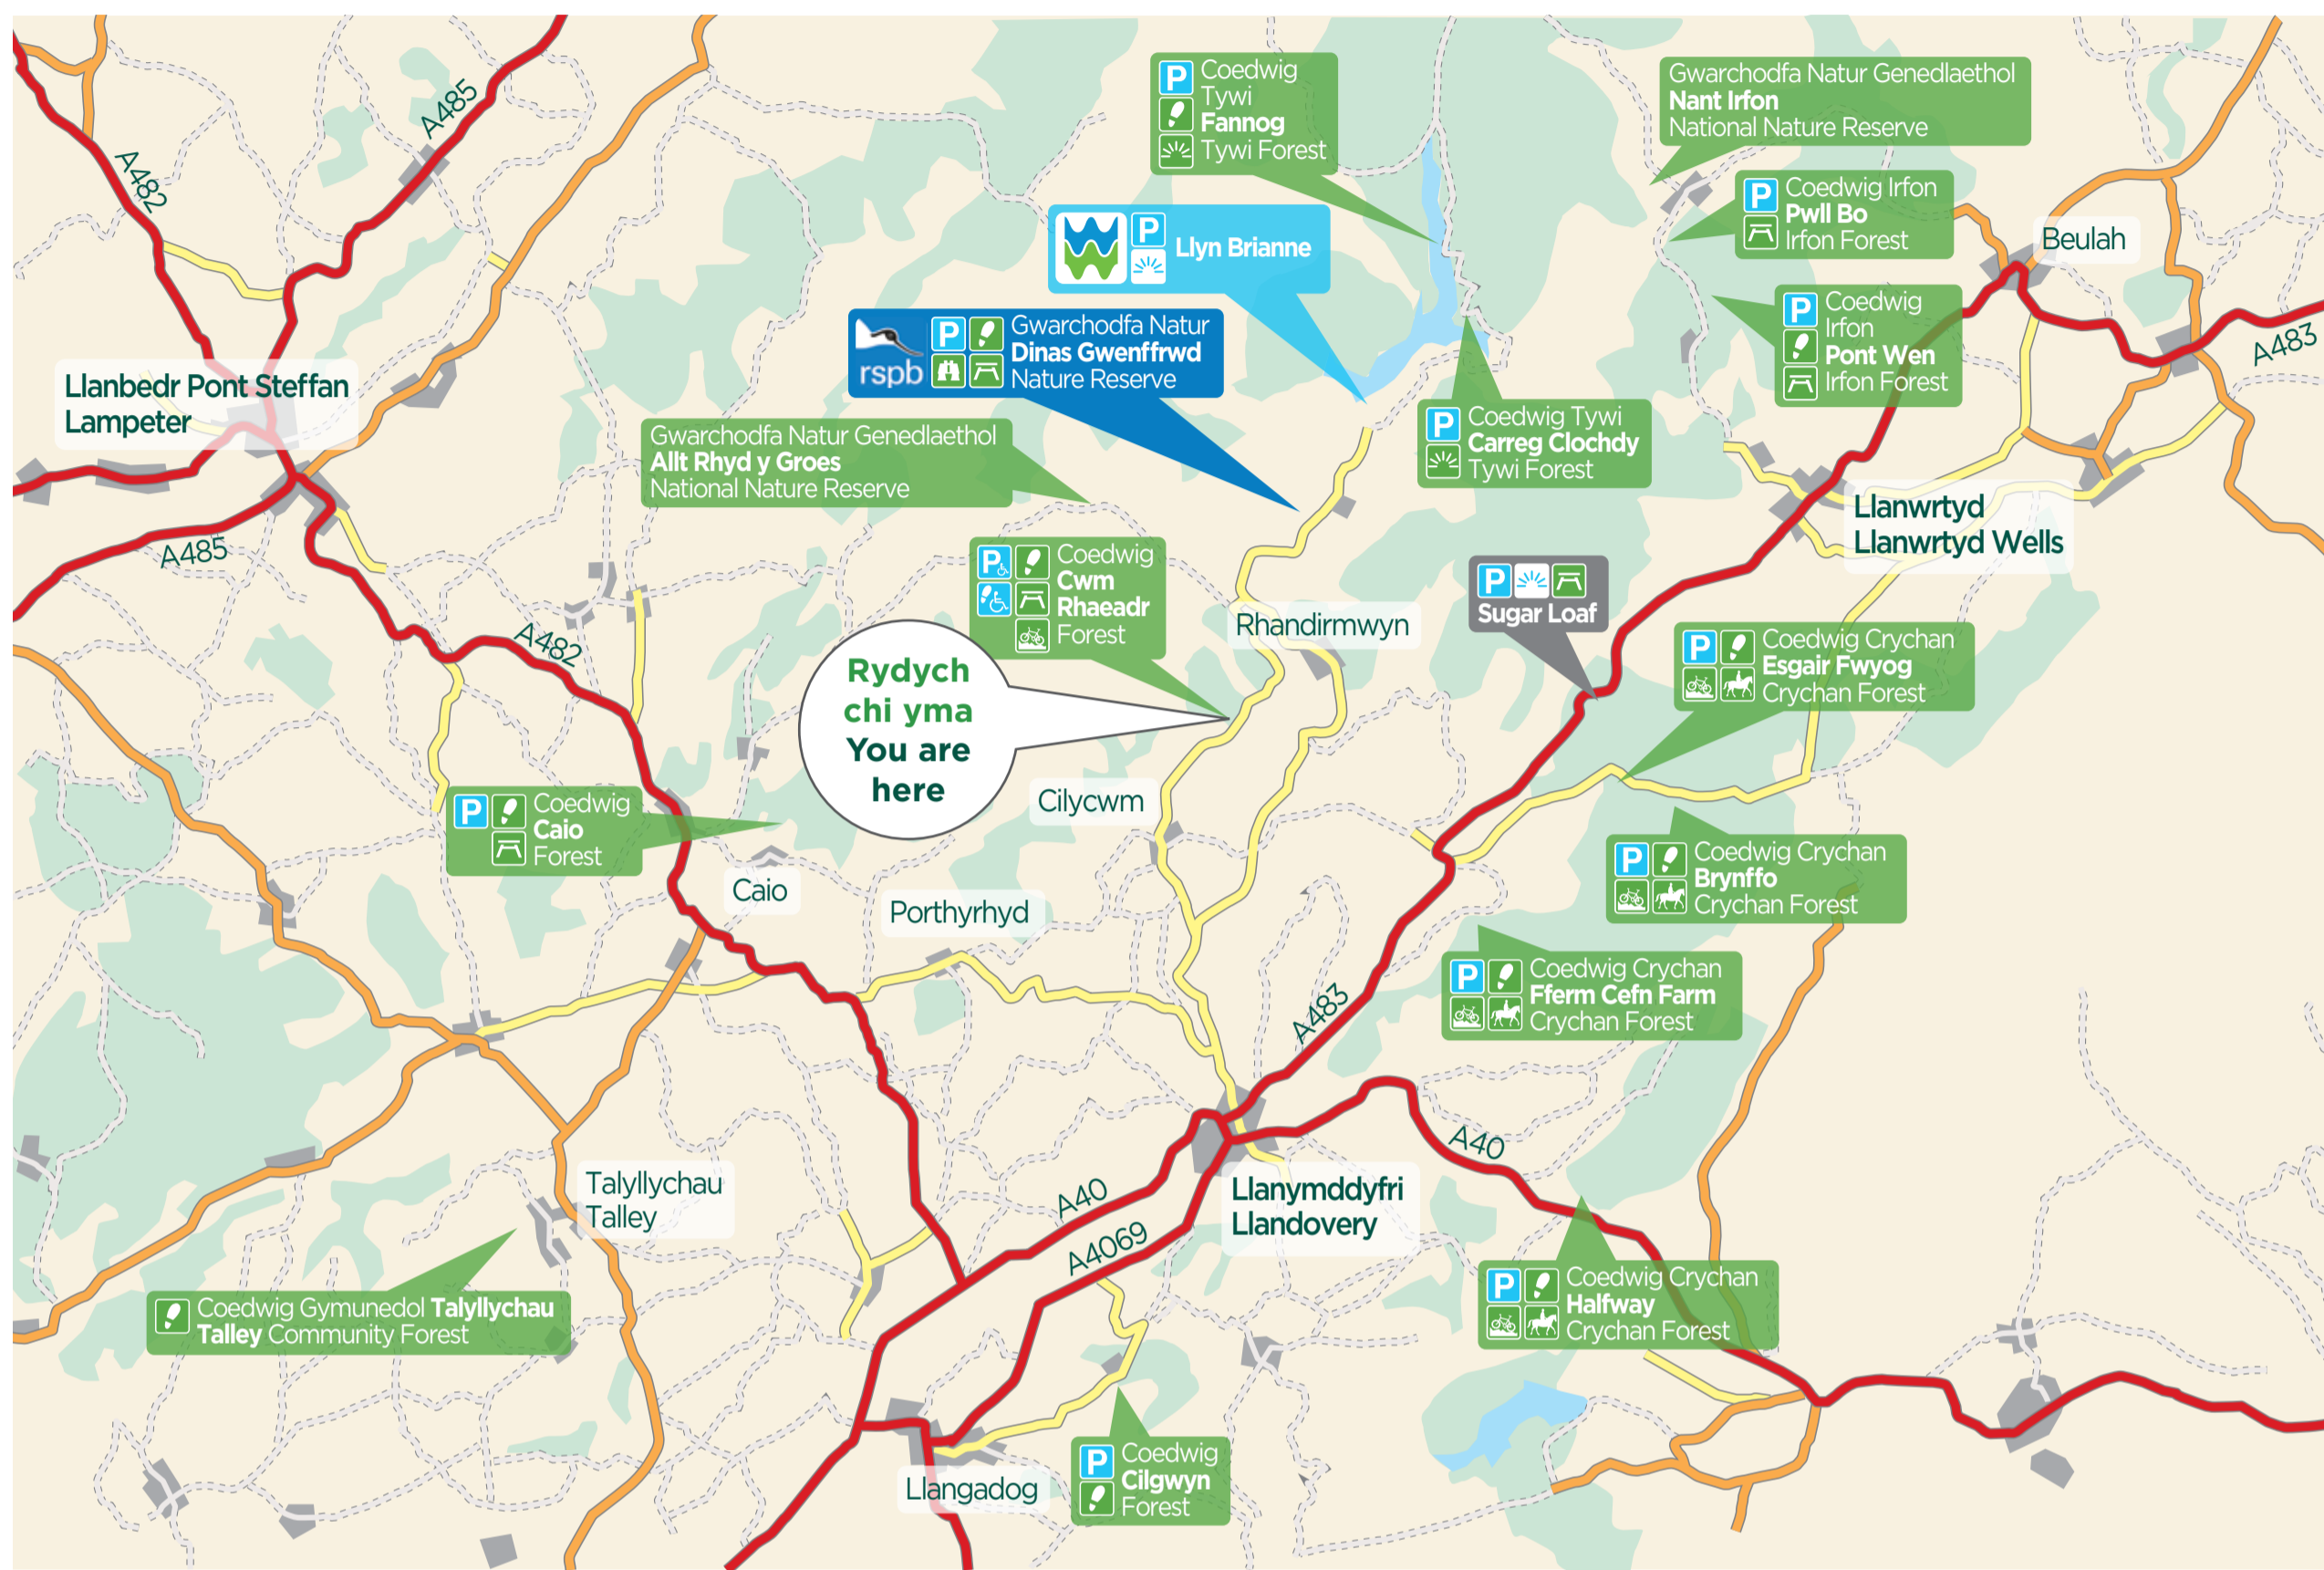 A485
A482
P
Coedwig
Tywi
Fannog
Tywi Forest
Gwarchodfa Natur Genedlaethol
Nant Irfon
National Nature Reserve
P
Coedwig Irfon
Pwll Bo
Irfon Forest
Beulah
P
Llyn Brianne
P
Coedwig
Irfon
Pont Wen
Irfon Forest
A483
rspb
P
Gwarchodfa Natur
Dinas Gwenffrwd
Nature Reserve
Llanbedr Pont Steffan
Lampeter
P
Coedwig Tywi
Carreg Clochdy
Tywi Forest
Gwarchodfa Natur Genedlaethol
Allt Rhyd y Groes
National Nature Reserve
Llanwrtyd
Llanwrtyd Wells
A485
P
Coedwig
Cwm
Rhaeadr
Forest
P
Sugar Loaf
Rhandirmwyn
A482
P
Coedwig Crychan
Esgair Fwyog
Crychan Forest
Rydych
chi yma
You are
here
Cilycwm
P
Coedwig
Caio
Forest
P
Coedwig Crychan
Brynffo
Crychan Forest
Caio
Porthyrhyd
P
Coedwig Crychan
Fferm Cefn Farm
Crychan Forest
A483
A40
Talyllychau
Talley
A40
Llanymddyfri
Llandovery
A4069
Coedwig Gymunedol Talyllychau
Talley Community Forest
P
Coedwig Crychan
Halfway
Crychan Forest
Llangadog
P
Coedwig
Cilgwyn
Forest